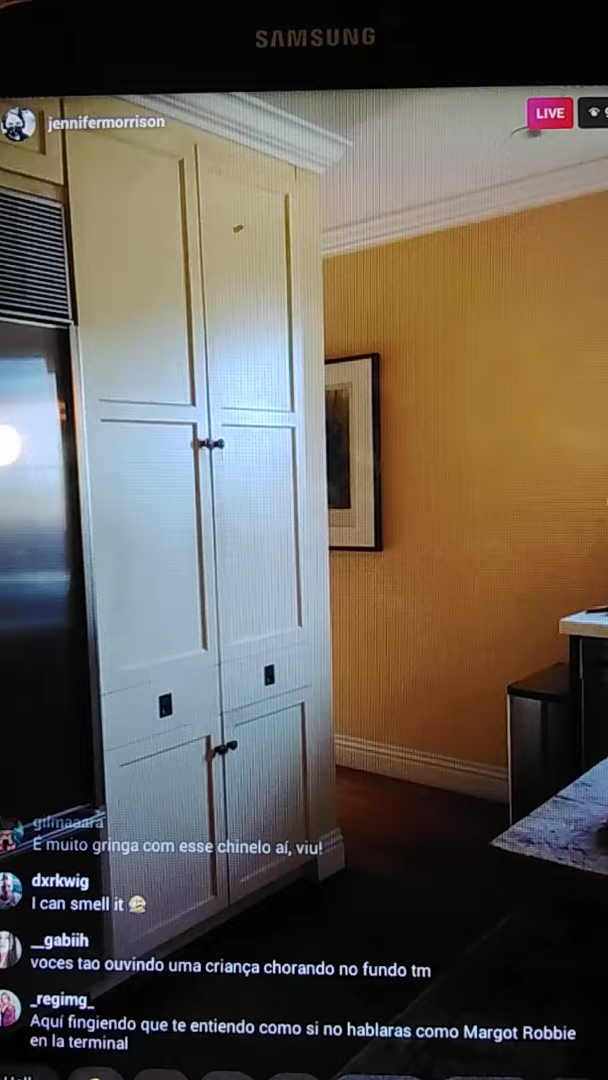 SAMSUNG
jennifermorrison
LIVE
gilmaaara
É muito gringa com esse chinelo aí, viu!
dxrkwig
I can smell it
__gabiih
voces tao ouvindo uma criança chorando no fundo tm
_regimg_
Aquí fingiendo que te entiendo como si no hablaras como Margot Robbie
en la terminal